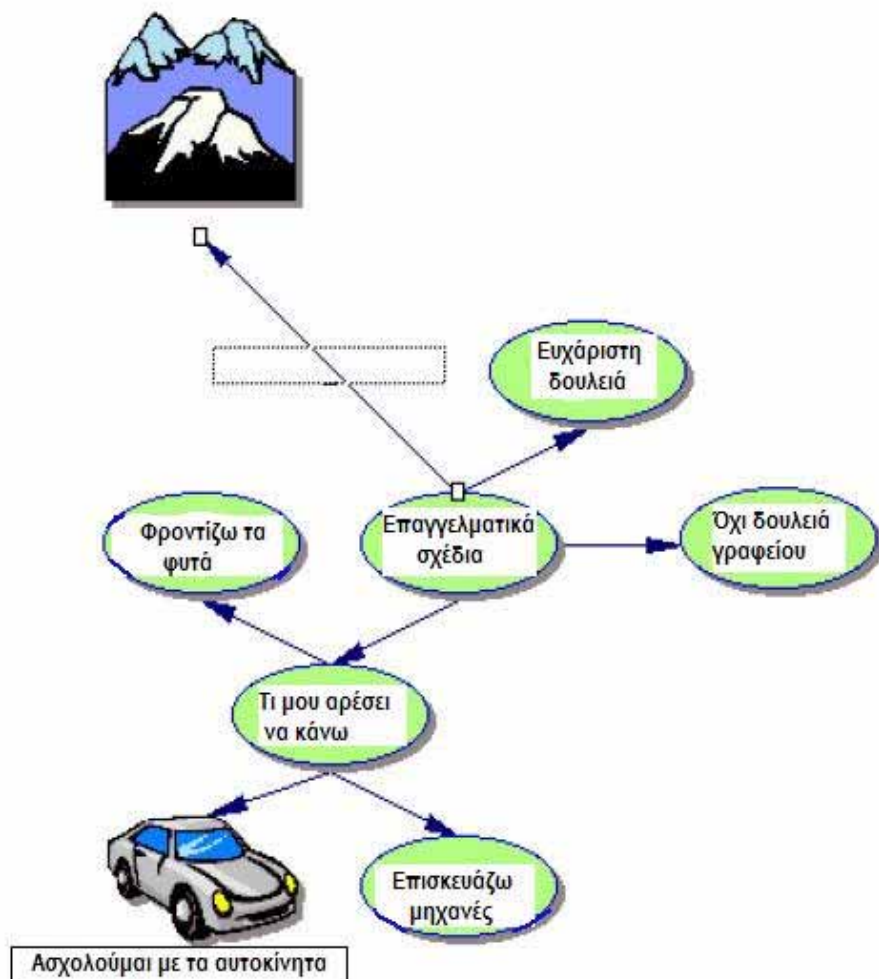 Ευχάριστη
δουλειά
Φροντίζω τα
φυτά
Επαγγελματικά
σχέδια
Όχι δουλειά
γραφείου
Τι μου αρέσει
να κάνω
Επισκευάζω
μηχανές
Ασχολούμαι με τα αυτοκίνητα